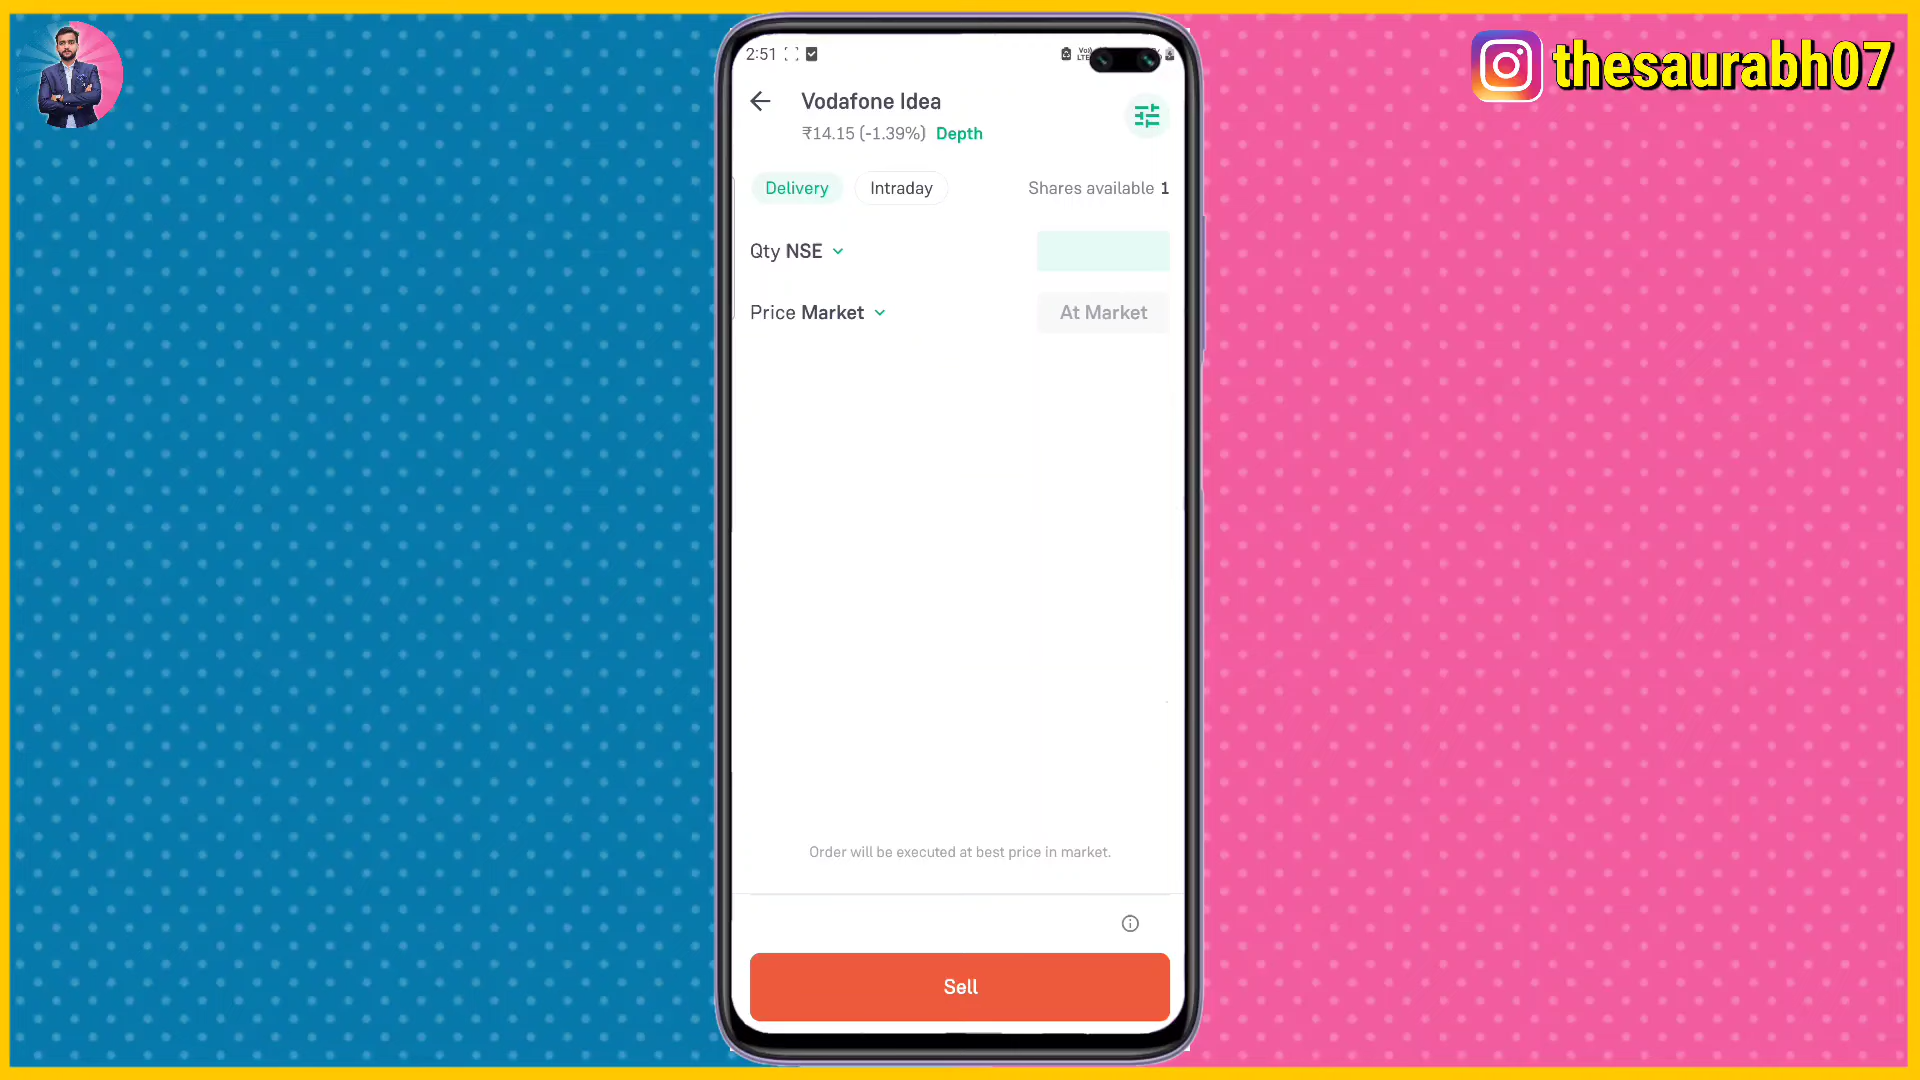 thesaurabh07
2:51
Vodafone Idea
₹14.15 (-1.39%) Depth
Delivery Intraday Shares available 1
Qty NSE
Price Market At Market
Order will be executed at best price in market.
Sell